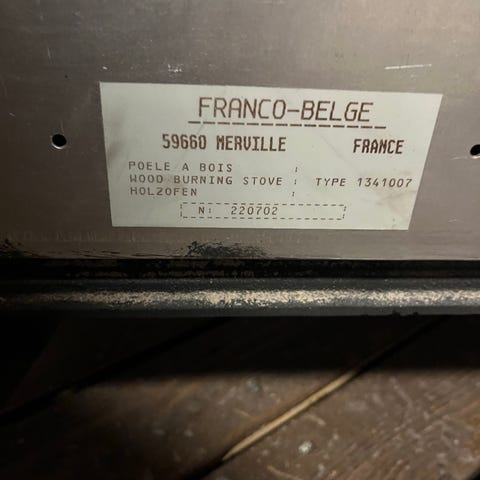 FRANCO-BELGE
59660 MERVILLE FRANCE
POELE A BOIS :
WOOD BURNING STOVE : TYPE 1341007
HOLZOFEN :
N: 220702